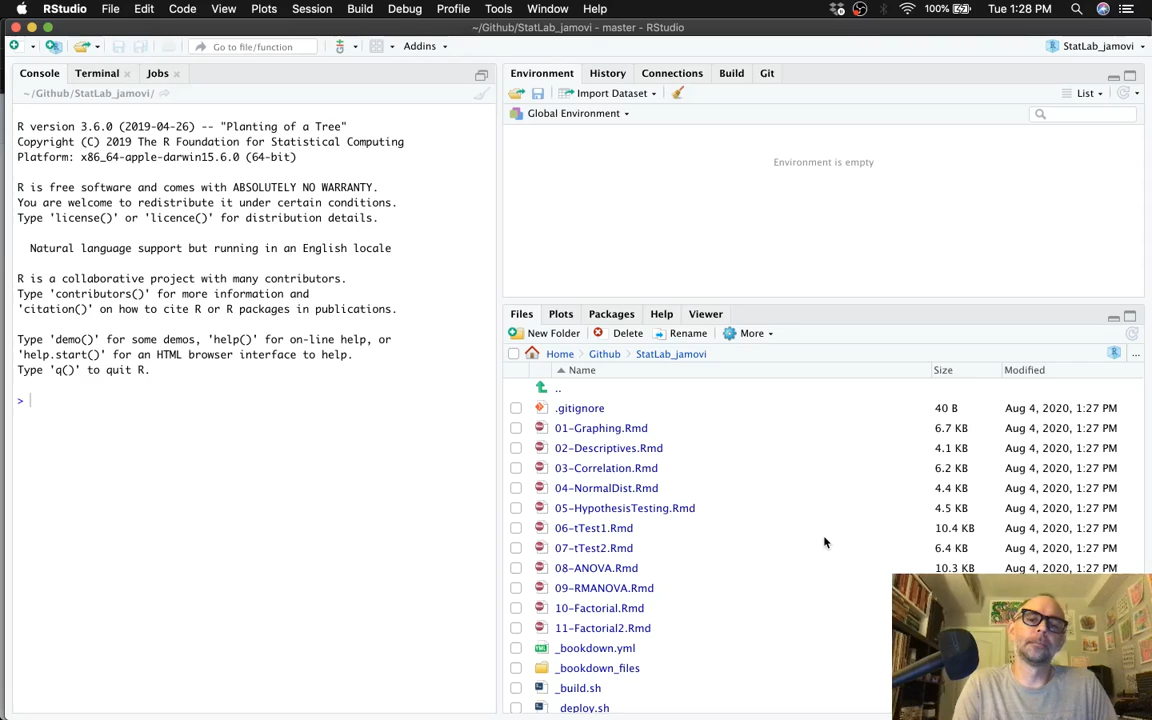 RStudio File Edit Code View Plots Session Build Debug Profile Tools Window Help 100% Tue 1:28 PM
~/Github/StatLab_jamovi - master - RStudio
Go to file/function Addins StatLab_jamovi
Console Terminal Jobs
~/Github/StatLab_jamovi/
R version 3.6.0 (2019-04-26) -- "Planting of a Tree"
Copyright (C) 2019 The R Foundation for Statistical Computing
Platform: x86_64-apple-darwin15.6.0 (64-bit)
R is free software and comes with ABSOLUTELY NO WARRANTY.
You are welcome to redistribute it under certain conditions.
Type 'license()' or 'licence()' for distribution details.
Natural language support but running in an English locale
R is a collaborative project with many contributors.
Type 'contributors()' for more information and
'citation()' on how to cite R or R packages in publications.
Type 'demo()' for some demos, 'help()' for on-line help, or
'help.start()' for an HTML browser interface to help.
Type 'q()' to quit R.
>
Environment History Connections Build Git
Import Dataset List
Global Environment
Environment is empty
Files Plots Packages Help Viewer
New Folder Delete Rename More
Home Github StatLab_jamovi ...
Name Size Modified
..
.gitignore 40 B Aug 4, 2020, 1:27 PM
01-Graphing.Rmd 6.7 KB Aug 4, 2020, 1:27 PM
02-Descriptives.Rmd 4.1 KB Aug 4, 2020, 1:27 PM
03-Correlation.Rmd 6.2 KB Aug 4, 2020, 1:27 PM
04-NormalDist.Rmd 4.4 KB Aug 4, 2020, 1:27 PM
05-HypothesisTesting.Rmd 4.5 KB Aug 4, 2020, 1:27 PM
06-tTest1.Rmd 10.4 KB Aug 4, 2020, 1:27 PM
07-tTest2.Rmd 6.4 KB Aug 4, 2020, 1:27 PM
08-ANOVA.Rmd 10.3 KB Aug 4, 2020, 1:27 PM
09-RMANOVA.Rmd
10-Factorial.Rmd
11-Factorial2.Rmd
_bookdown.yml
_bookdown_files
_build.sh
_deploy.sh